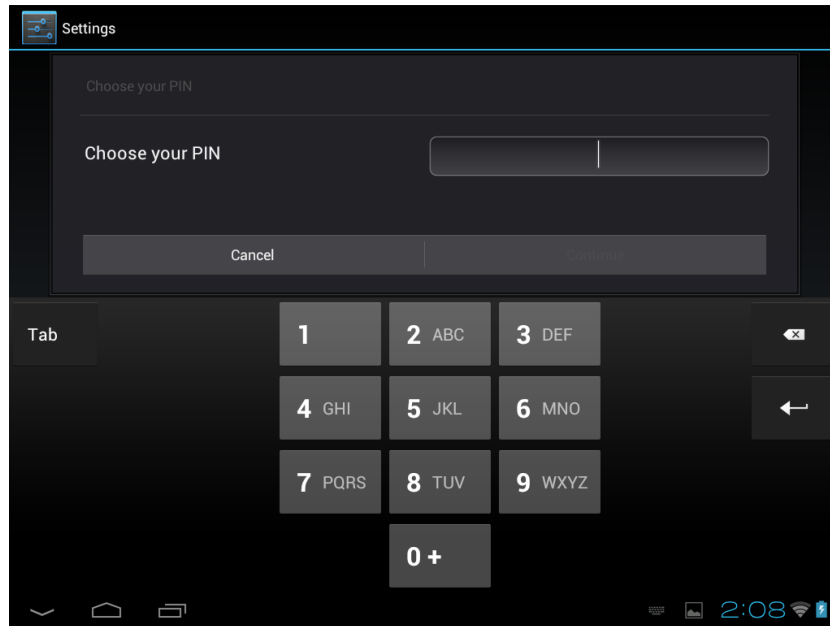 Settings
Choose your PIN
Choose your PIN
Cancel Continue
Tab 1 2 ABC 3 DEF
4 GHI 5 JKL 6 MNO
7 PQRS 8 TUV 9 WXYZ
0 +
2:08